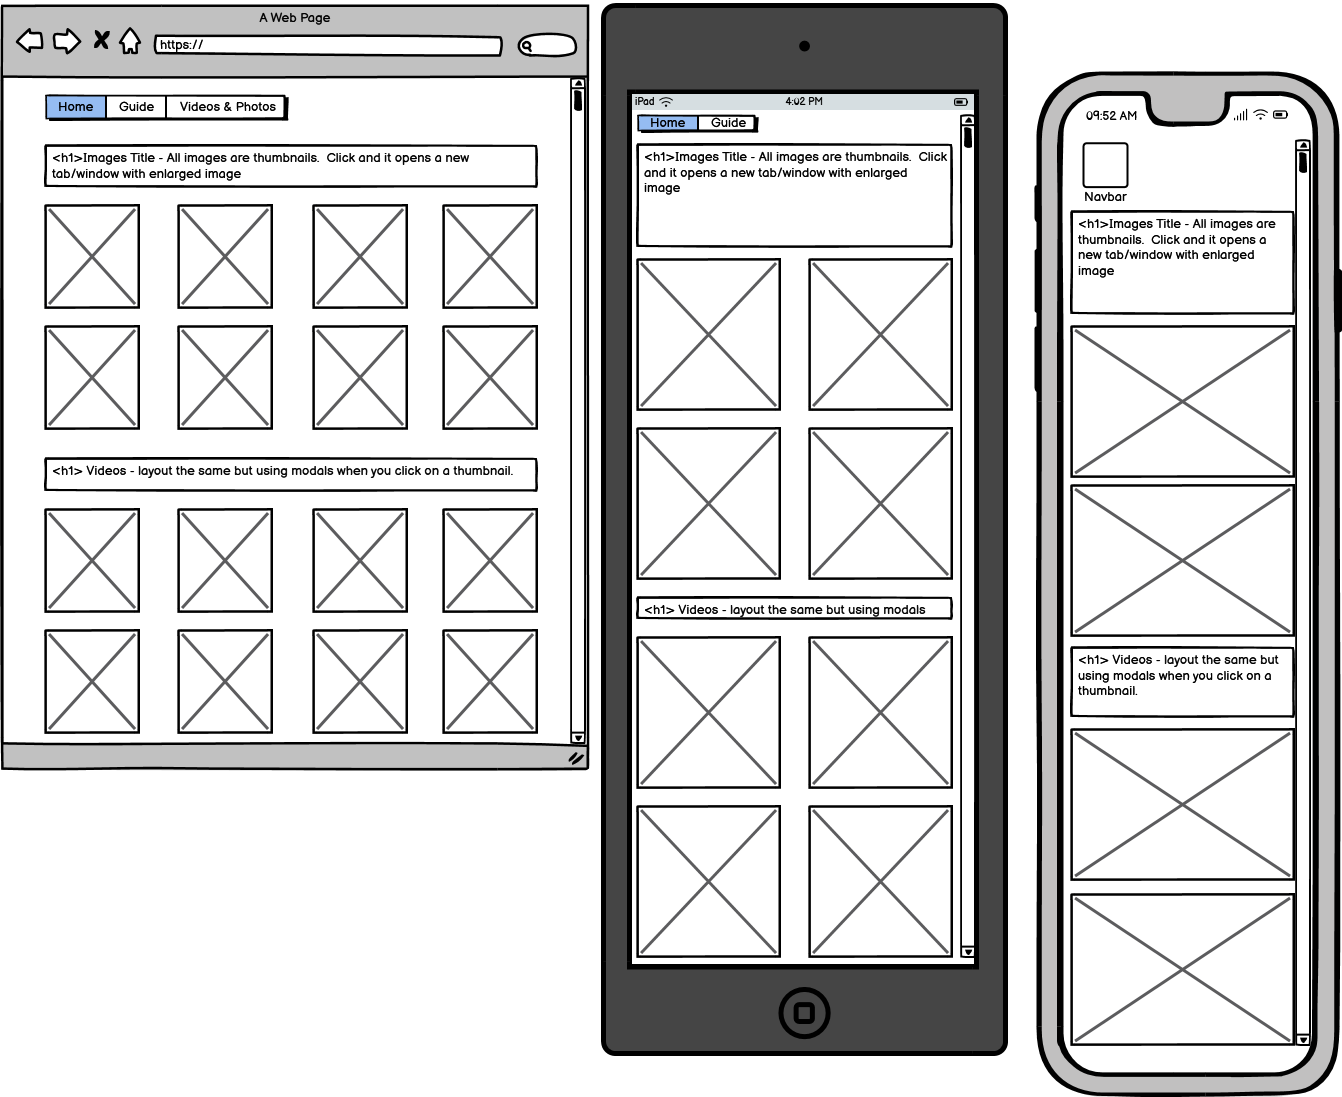 A Web Page
https://
Home Guide Videos & Photos
<h1>Images Title - All images are thumbnails.  Click and it opens a new
tab/window with enlarged image
<h1> Videos - layout the same but using modals when you click on a thumbnail.
iPad 4:02 PM
Home Guide
<h1>Images Title - All images are thumbnails.  Click
and it opens a new tab/window with enlarged
image
<h1> Videos - layout the same but using modals
09:52 AM
Navbar
<h1>Images Title - All images are
thumbnails.  Click and it opens a
new tab/window with enlarged
image
<h1> Videos - layout the same but
using modals when you click on a
thumbnail.